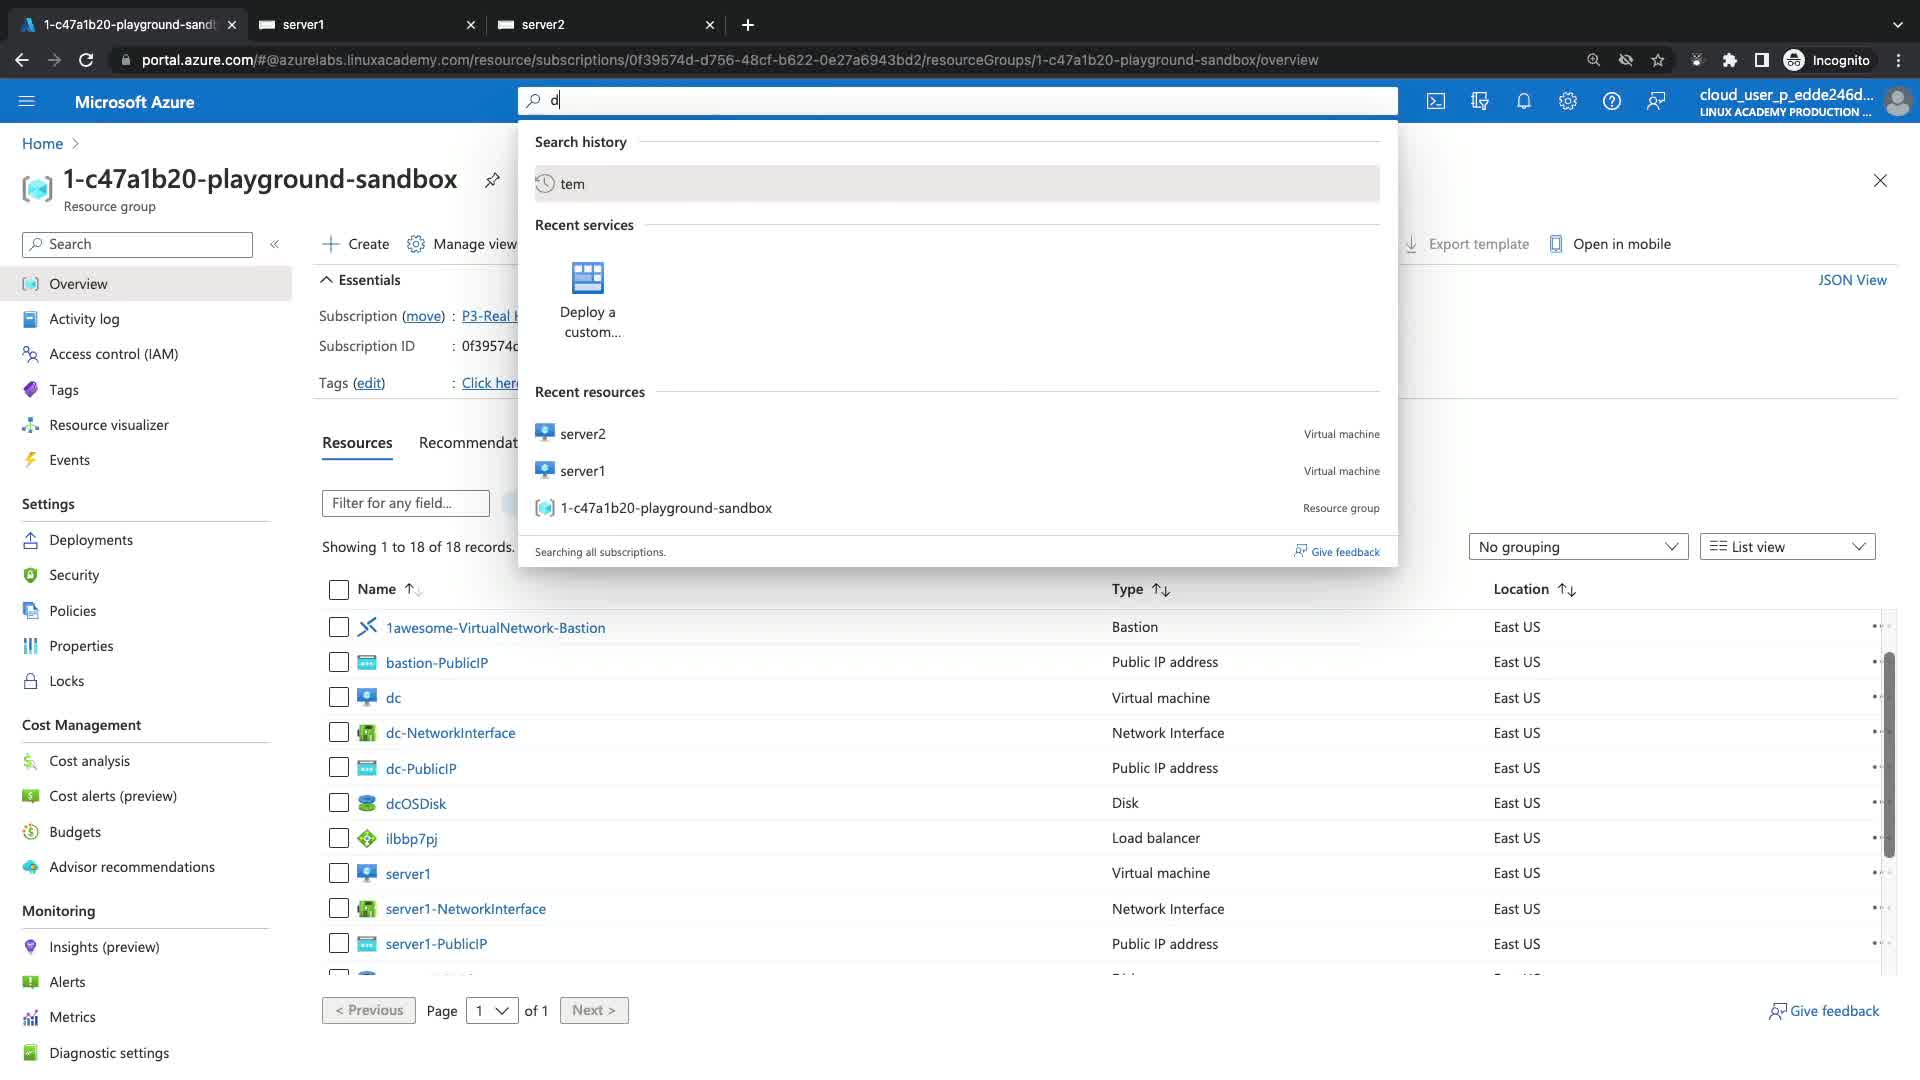 1-c47a1b20-playground-sandb
server1
server2
portal.azure.com/#@azurelabs.linuxacademy.com/resource/subscriptions/0f39574d-d756-48cf-b622-0e27a6943bd2/resourceGroups/1-c47a1b20-playground-sandbox/overview
Incognito
Microsoft Azure
d
cloud_user_p_edde246d...
LINUX ACADEMY PRODUCTION ...
Home
1-c47a1b20-playground-sandbox
Resource group
Search
Create
Manage view
Export template
Open in mobile
Search history
tem
Recent services
Deploy a
custom...
Recent resources
server2 Virtual machine
server1 Virtual machine
1-c47a1b20-playground-sandbox Resource group
Searching all subscriptions.
Give feedback
Essentials
JSON View
Subscription (move) :
Subscription ID : 0f39574d
Tags (edit) : Click here
Resources
Filter for any field...
Showing 1 to 18 of 18 records.
No grouping
List view
Name
Type
Location
1awesome-VirtualNetwork-Bastion Bastion East US
bastion-PublicIP Public IP address East US
dc Virtual machine East US
dc-NetworkInterface Network Interface East US
dc-PublicIP Public IP address East US
dcOSDisk Disk East US
ilbbp7pj Load balancer East US
server1 Virtual machine East US
server1-NetworkInterface Network Interface East US
server1-PublicIP Public IP address East US
< Previous
Page 1 of 1
Next >
Give feedback
Overview
Activity log
Access control (IAM)
Tags
Resource visualizer
Events
Settings
Deployments
Security
Policies
Properties
Locks
Cost Management
Cost analysis
Cost alerts (preview)
Budgets
Advisor recommendations
Monitoring
Insights (preview)
Alerts
Metrics
Diagnostic settings